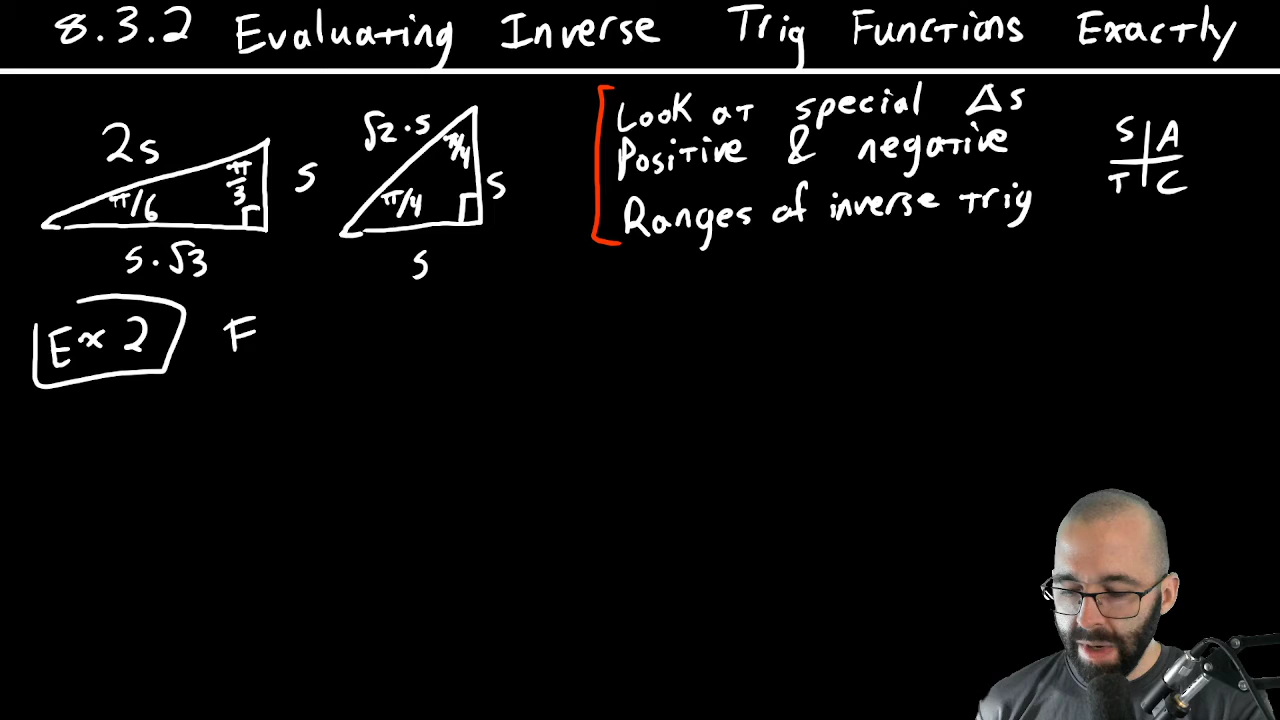 8.3.2 Evaluating Inverse Trig Functions Exactly
2s
π/6
π/3
s
s·√3
√2·s
π/4
π/4
s
s
Look at special Δs
Positive & negative
Ranges of inverse trig
S A
T C
Ex 2 F